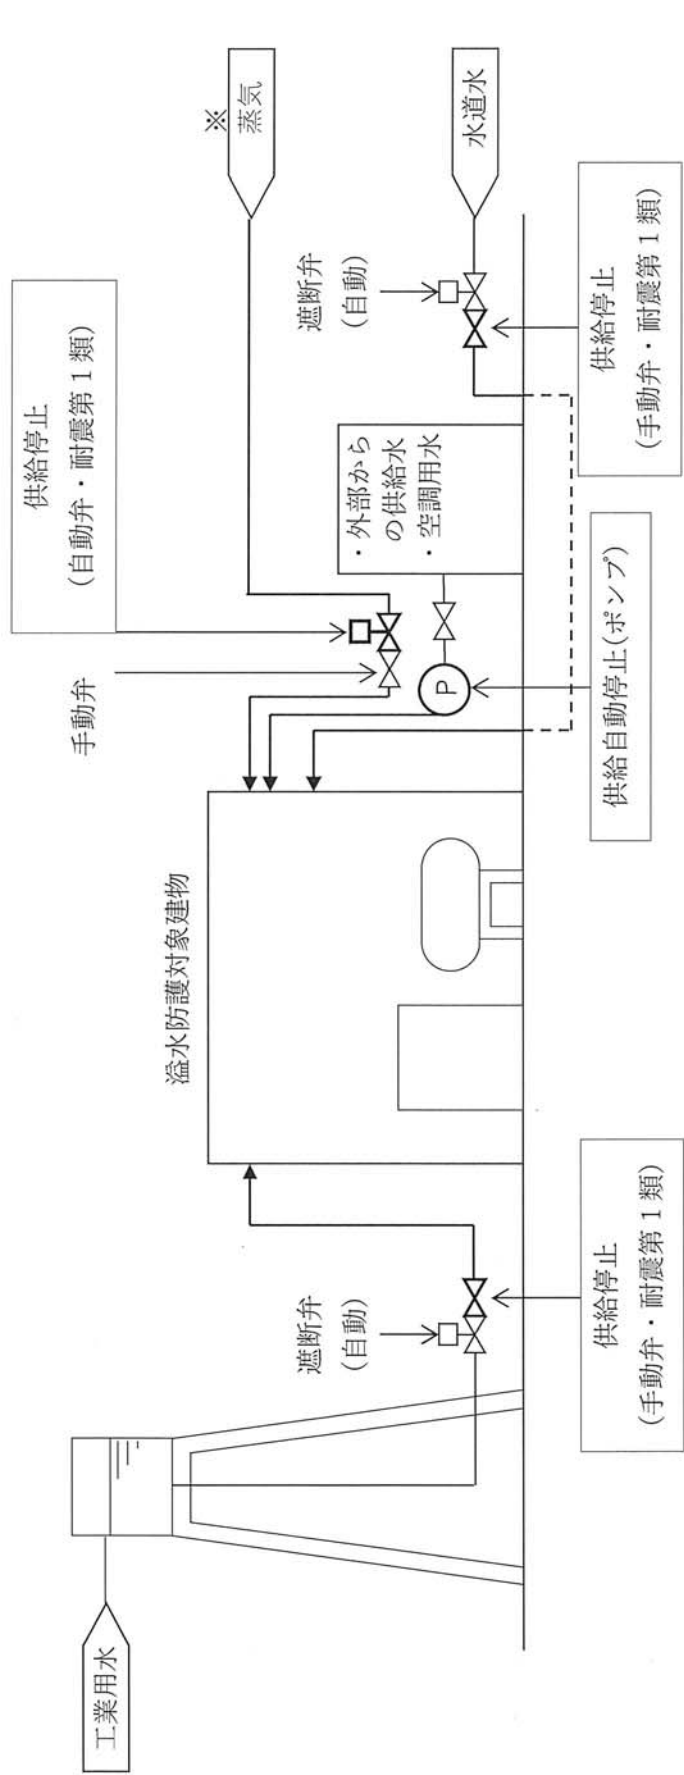 工業用水
遮断弁
(自動)
供給停止
(手動弁・耐震第1類)
溢水防護対象建物
手動弁
供給停止
(自動弁・耐震第1類)
※
蒸気
P
供給自動停止(ポンプ)
・外部から
の供給水
・空調用水
遮断弁
(自動)
水道水
供給停止
(手動弁・耐震第1類)